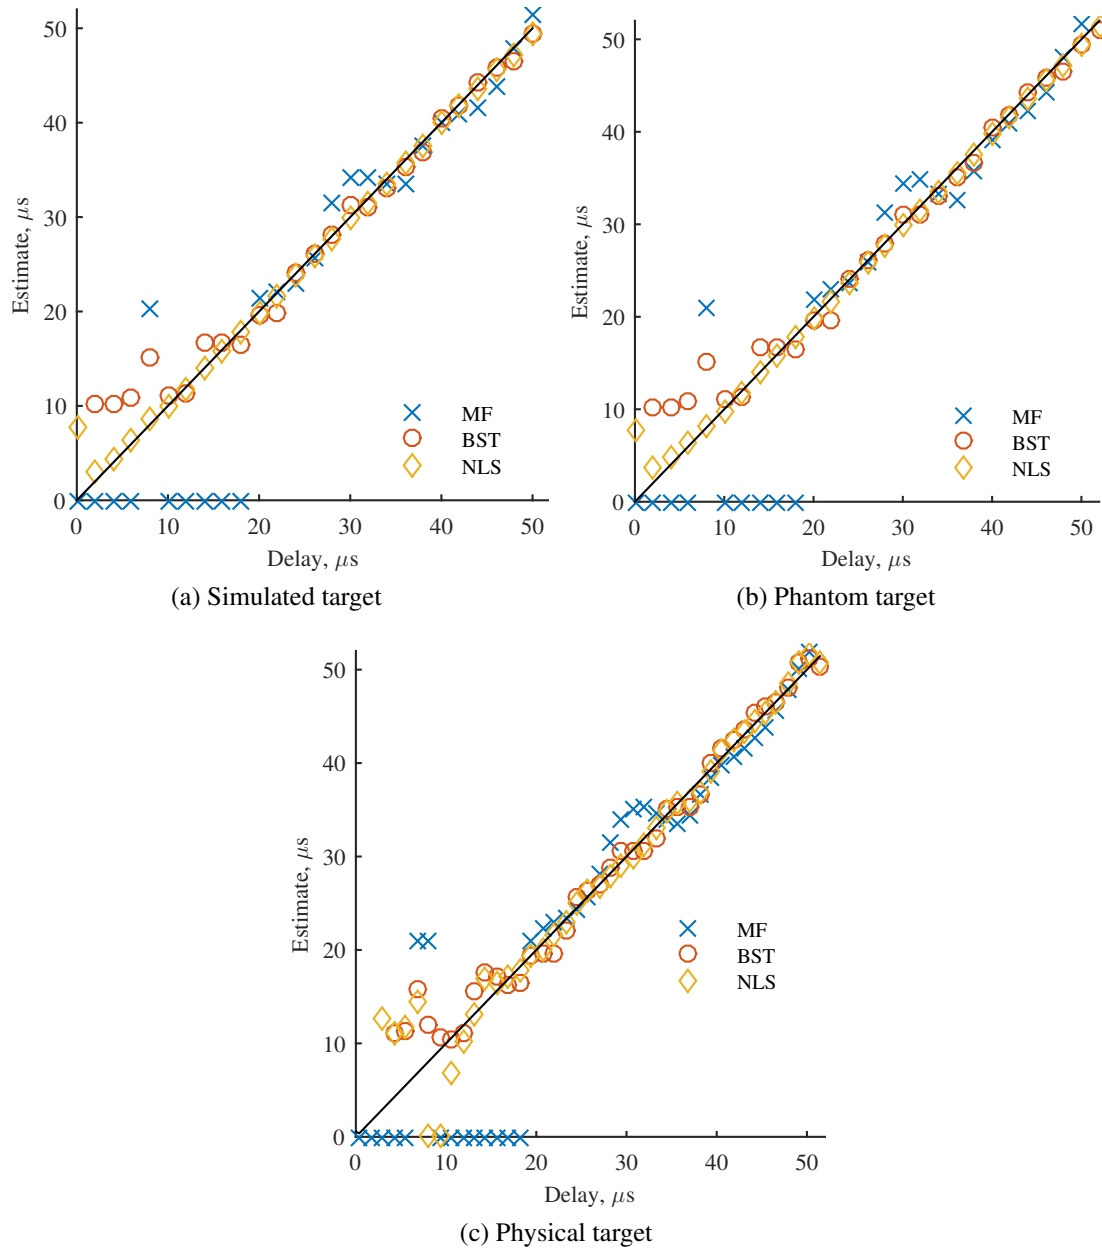 50
40
30
20
10
0
Estimate, μs
MF
BST
NLS
0 10 20 30 40 50
Delay, μs
(a) Simulated target
50
40
30
20
10
0
Estimate, μs
MF
BST
NLS
0 10 20 30 40 50
Delay, μs
(b) Phantom target
50
40
30
20
10
0
Estimate, μs
MF
BST
NLS
0 10 20 30 40 50
Delay, μs
(c) Physical target